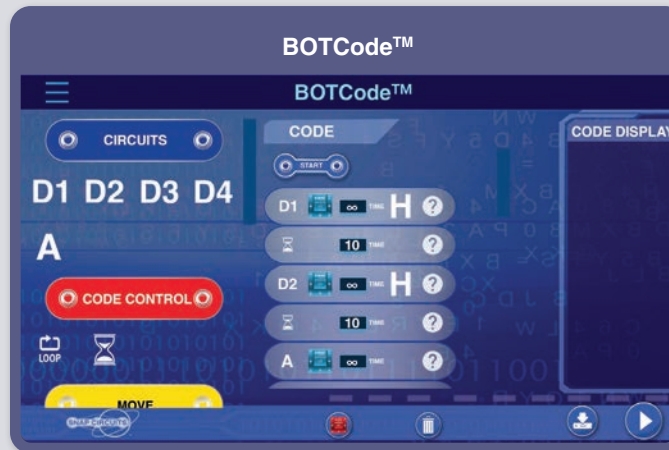 BOTCode™
BOTCode™
CIRCUITS
D1 D2 D3 D4
A
CODE CONTROL
LOOP
MOVE
SNAP CIRCUITS
CODE
START
D1 ∞ TIME H ?
10 TIME ?
D2 ∞ TIME H ?
10 TIME ?
A ∞ TIME ?
CODE DISPLAY